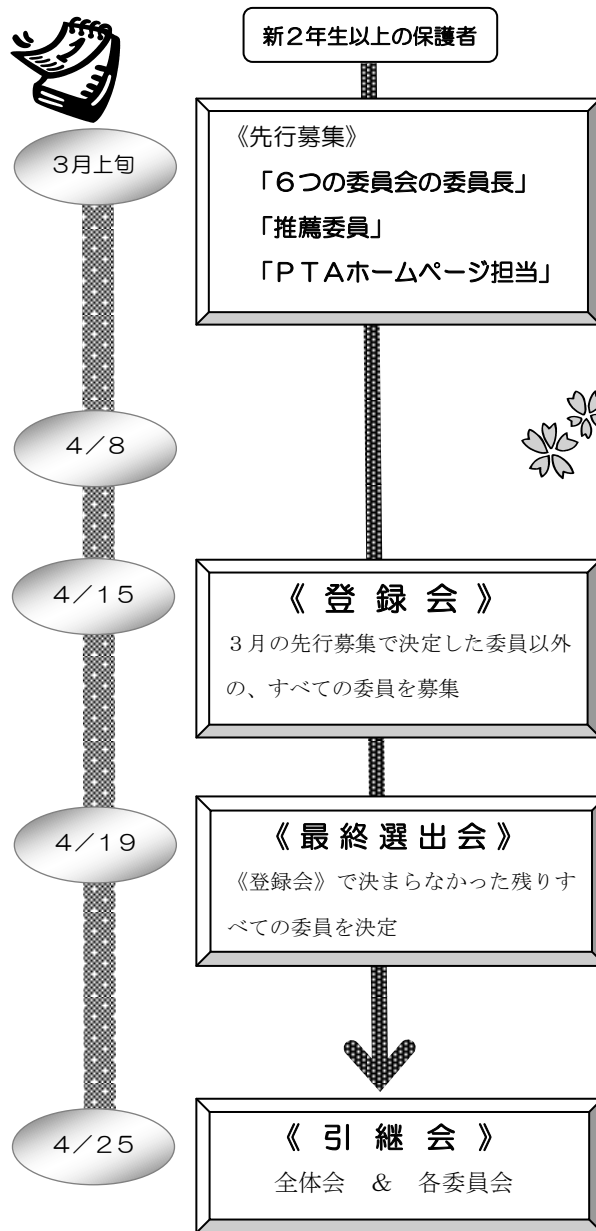 新２年生以上の保護者
３月上旬
《先行募集》
「６つの委員会の委員長」
「推薦委員」
「ＰＴＡホームページ担当」
４／８
４／１５
《 登 録 会 》
３月の先行募集で決定した委員以外
の、すべての委員を募集
４／１９
《 最 終 選 出 会 》
《登録会》で決まらなかった残りす
べての委員を決定
４／２５
《 引 継 会 》
全体会　＆　各委員会